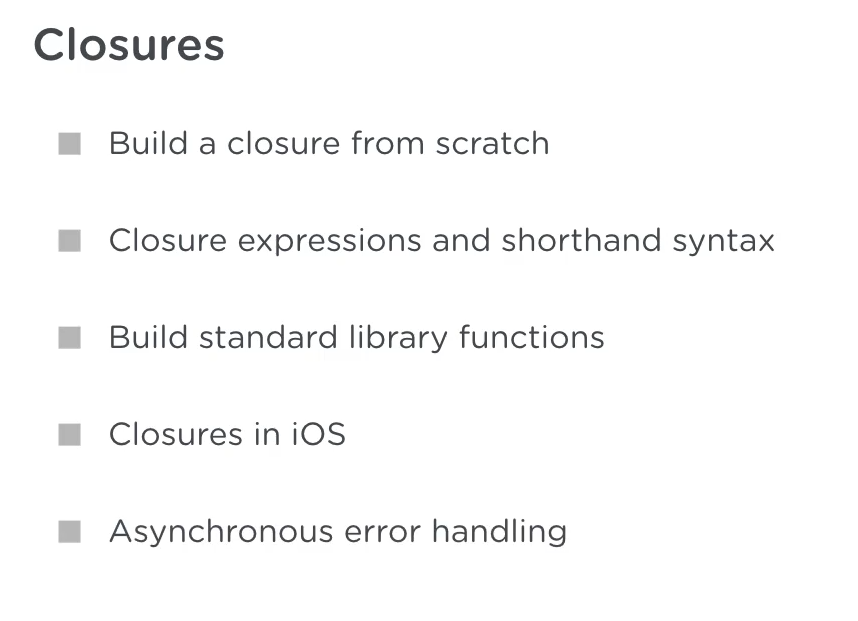 Closures
Build a closure from scratch
Closure expressions and shorthand syntax
Build standard library functions
Closures in iOS
Asynchronous error handling